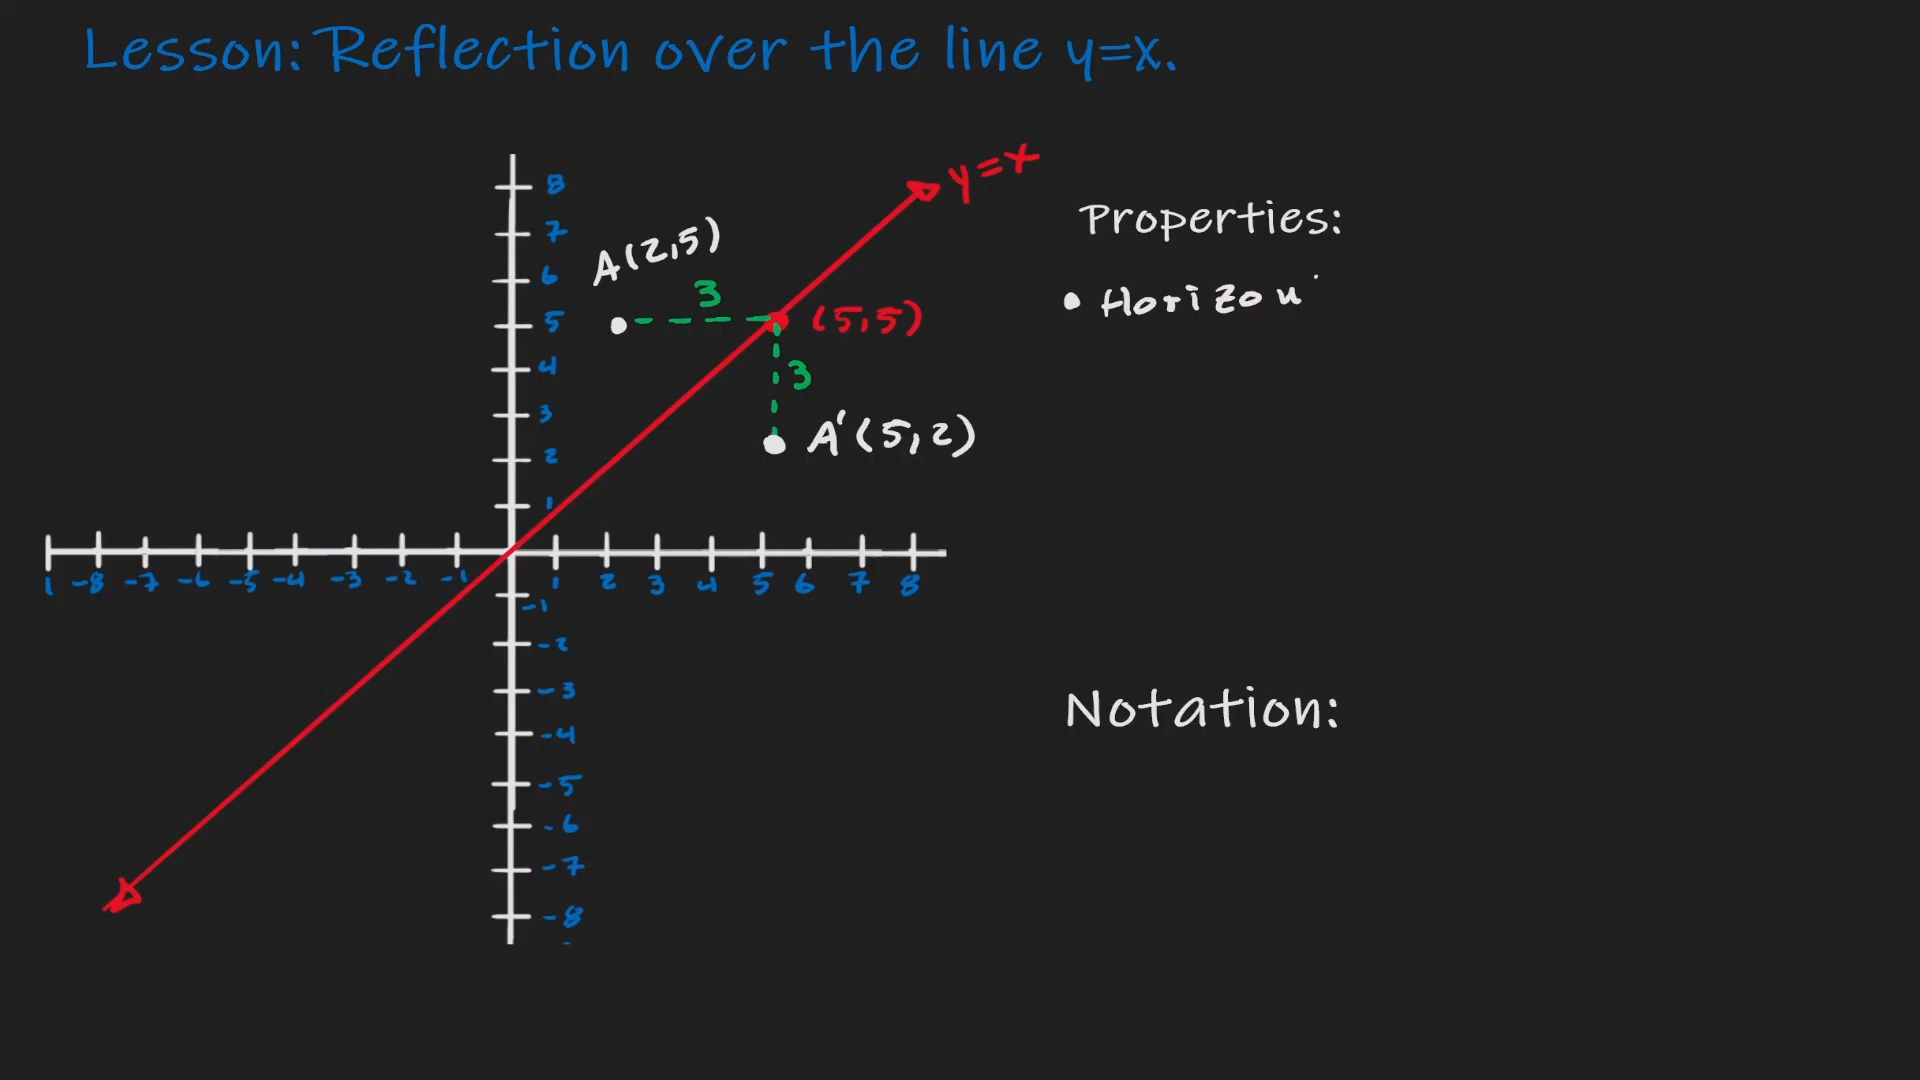 Lesson: Reflection over the line y=x.
y=x
Properties:
A(2,5)
3
• Horizon
(5,5)
3
A'(5,2)
8
7
6
5
4
3
2
1
1 -8 -7 -6 -5 -4 -3 -2 -1 1 2 3 4 5 6 7 8
-1
-2
-3
-4
-5
-6
-7
-8
Notation: